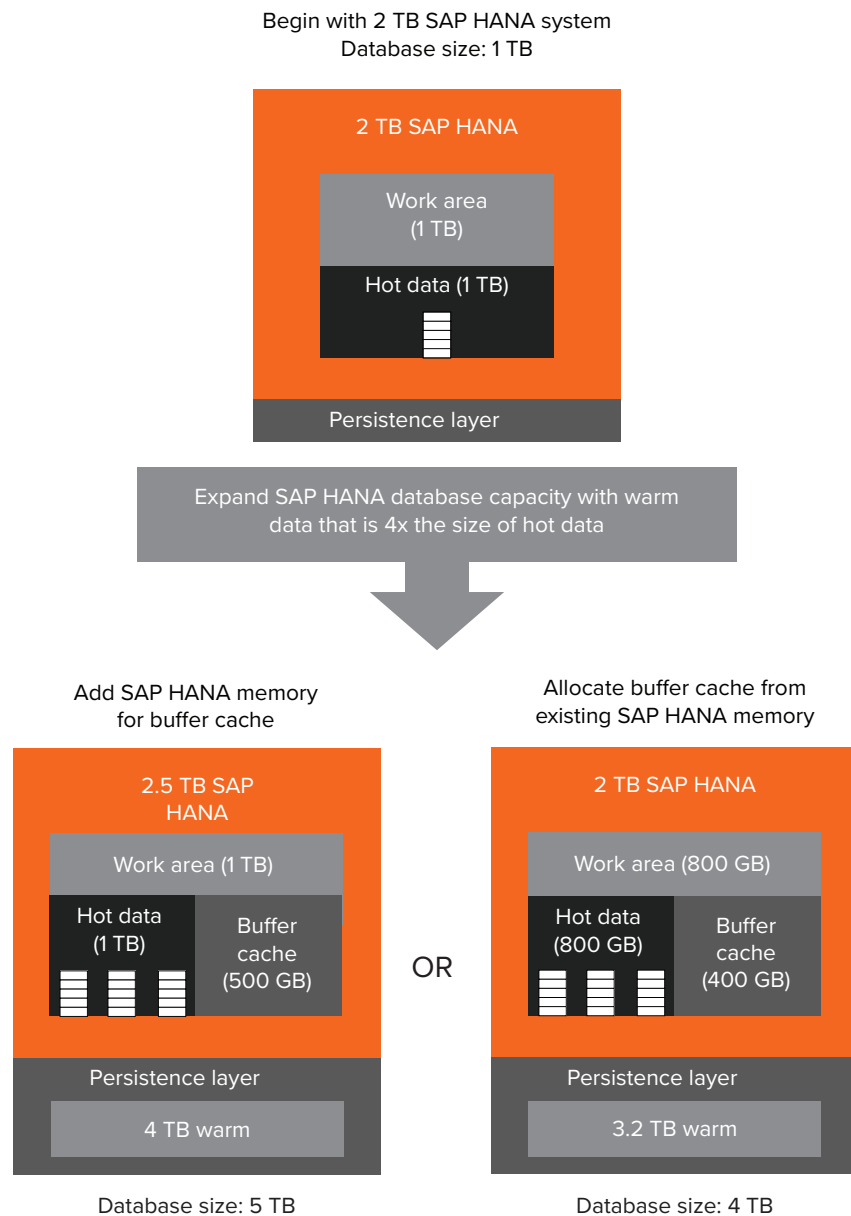 Begin with 2 TB SAP HANA system
Database size: 1 TB
2 TB SAP HANA
Work area
(1 TB)
Hot data (1 TB)
Persistence layer
Expand SAP HANA database capacity with warm
data that is 4x the size of hot data
Add SAP HANA memory
for buffer cache
2.5 TB SAP
HANA
Work area (1 TB)
Hot data
(1 TB)
Buffer
cache
(500 GB)
Persistence layer
4 TB warm
Database size: 5 TB
OR
Allocate buffer cache from
existing SAP HANA memory
2 TB SAP HANA
Work area (800 GB)
Hot data
(800 GB)
Buffer
cache
(400 GB)
Persistence layer
3.2 TB warm
Database size: 4 TB